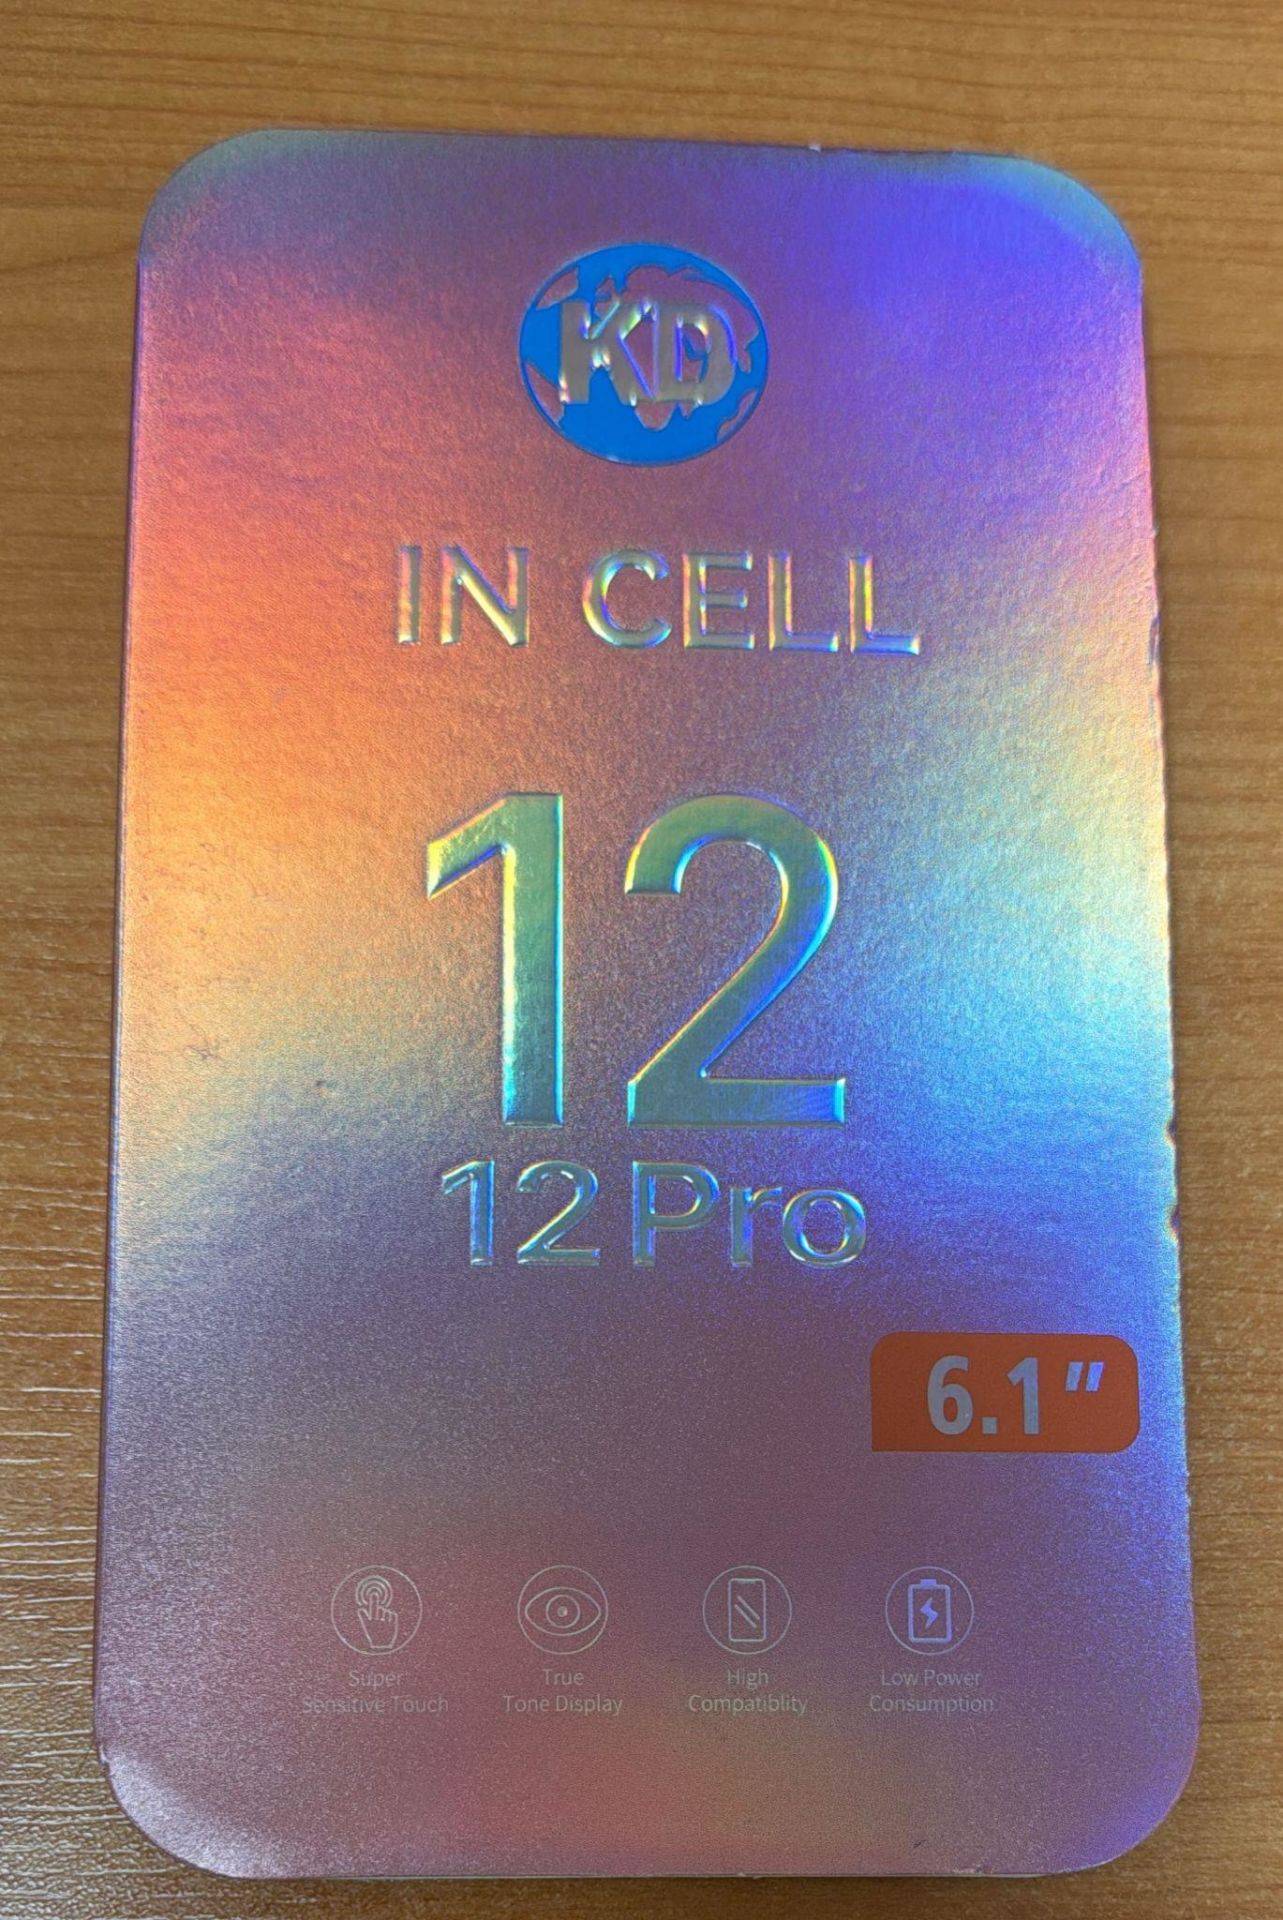 KD
IN CELL
12
12 Pro
6.1"
Super
Sensitive Touch
True
Tone Display
High
Compatiblity
Low Power
Consumption